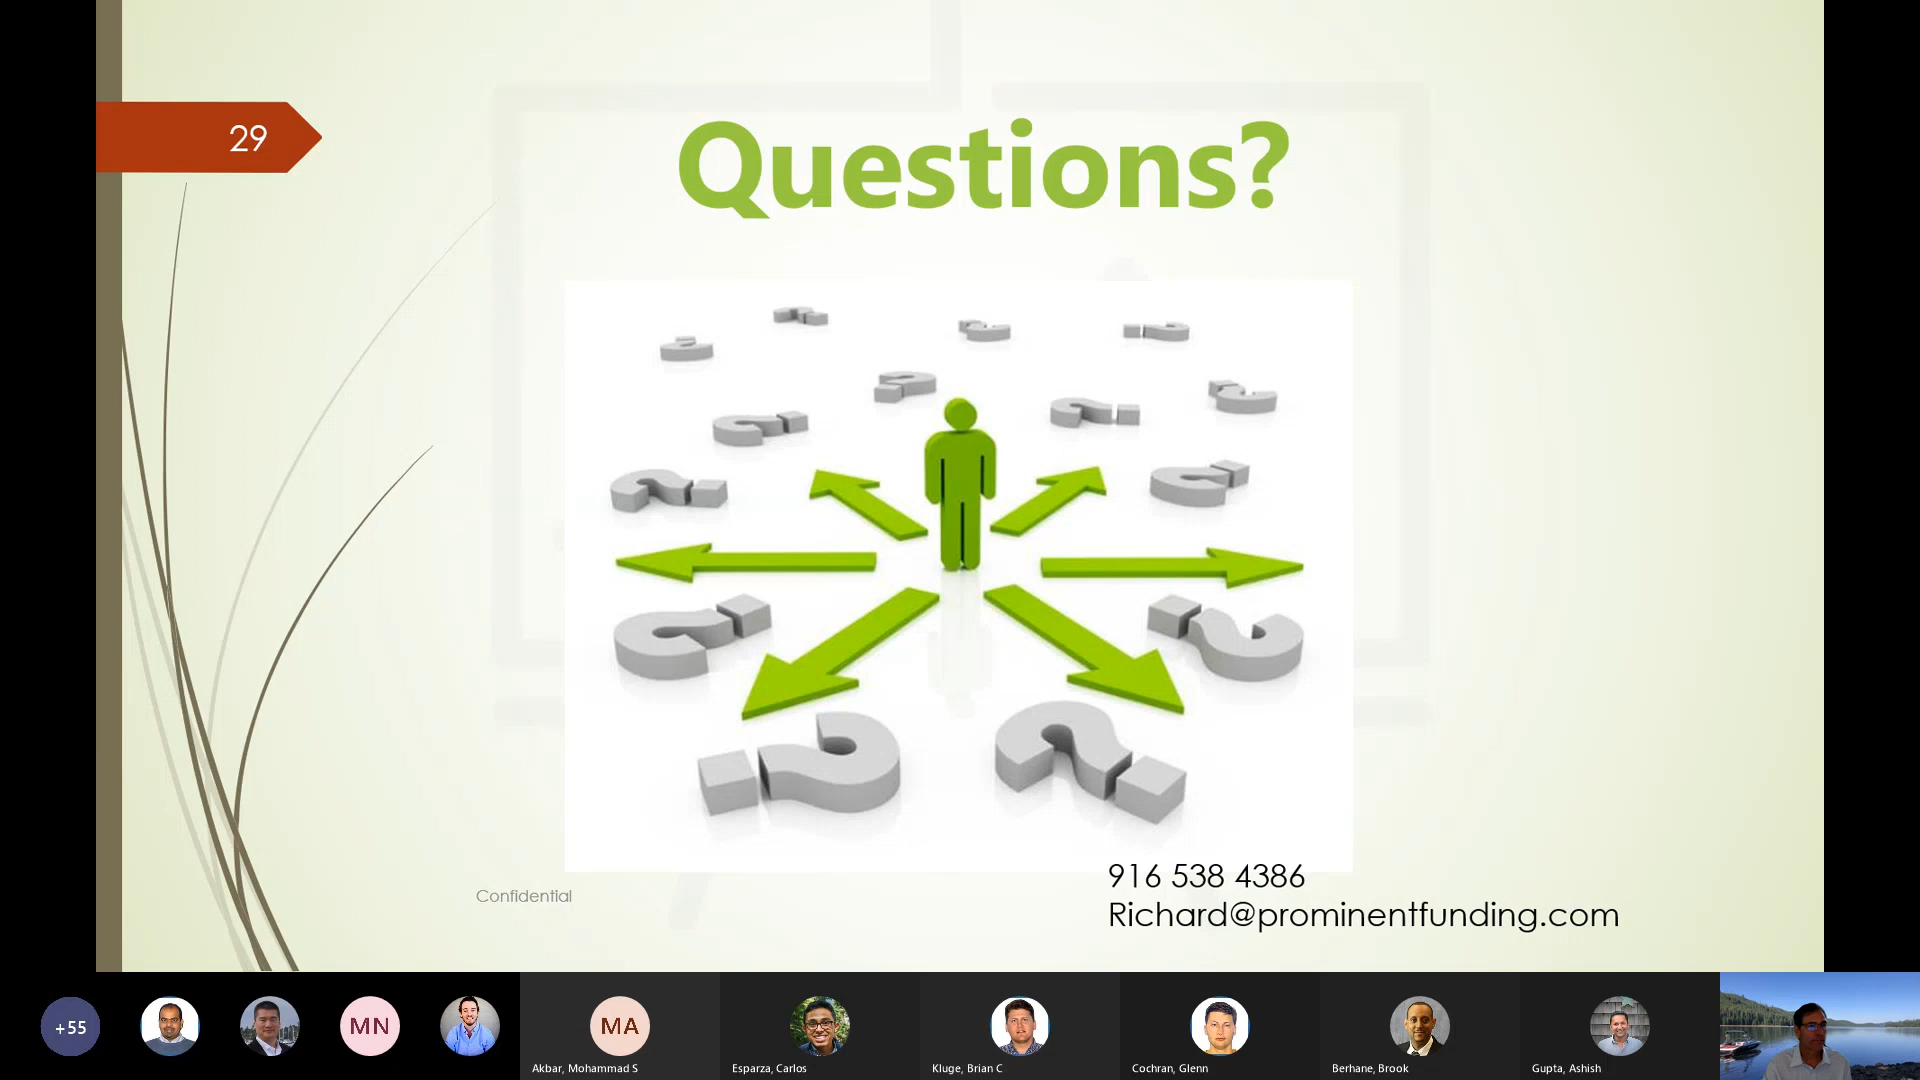 29
Questions?
916 538 4386
Confidential
Richard@prominentfunding.com
+55
MN
MA
Akbar, Mohammad S
Esparza, Carlos
Kluge, Brian C
Cochran, Glenn
Berhane, Brook
Gupta, Ashish